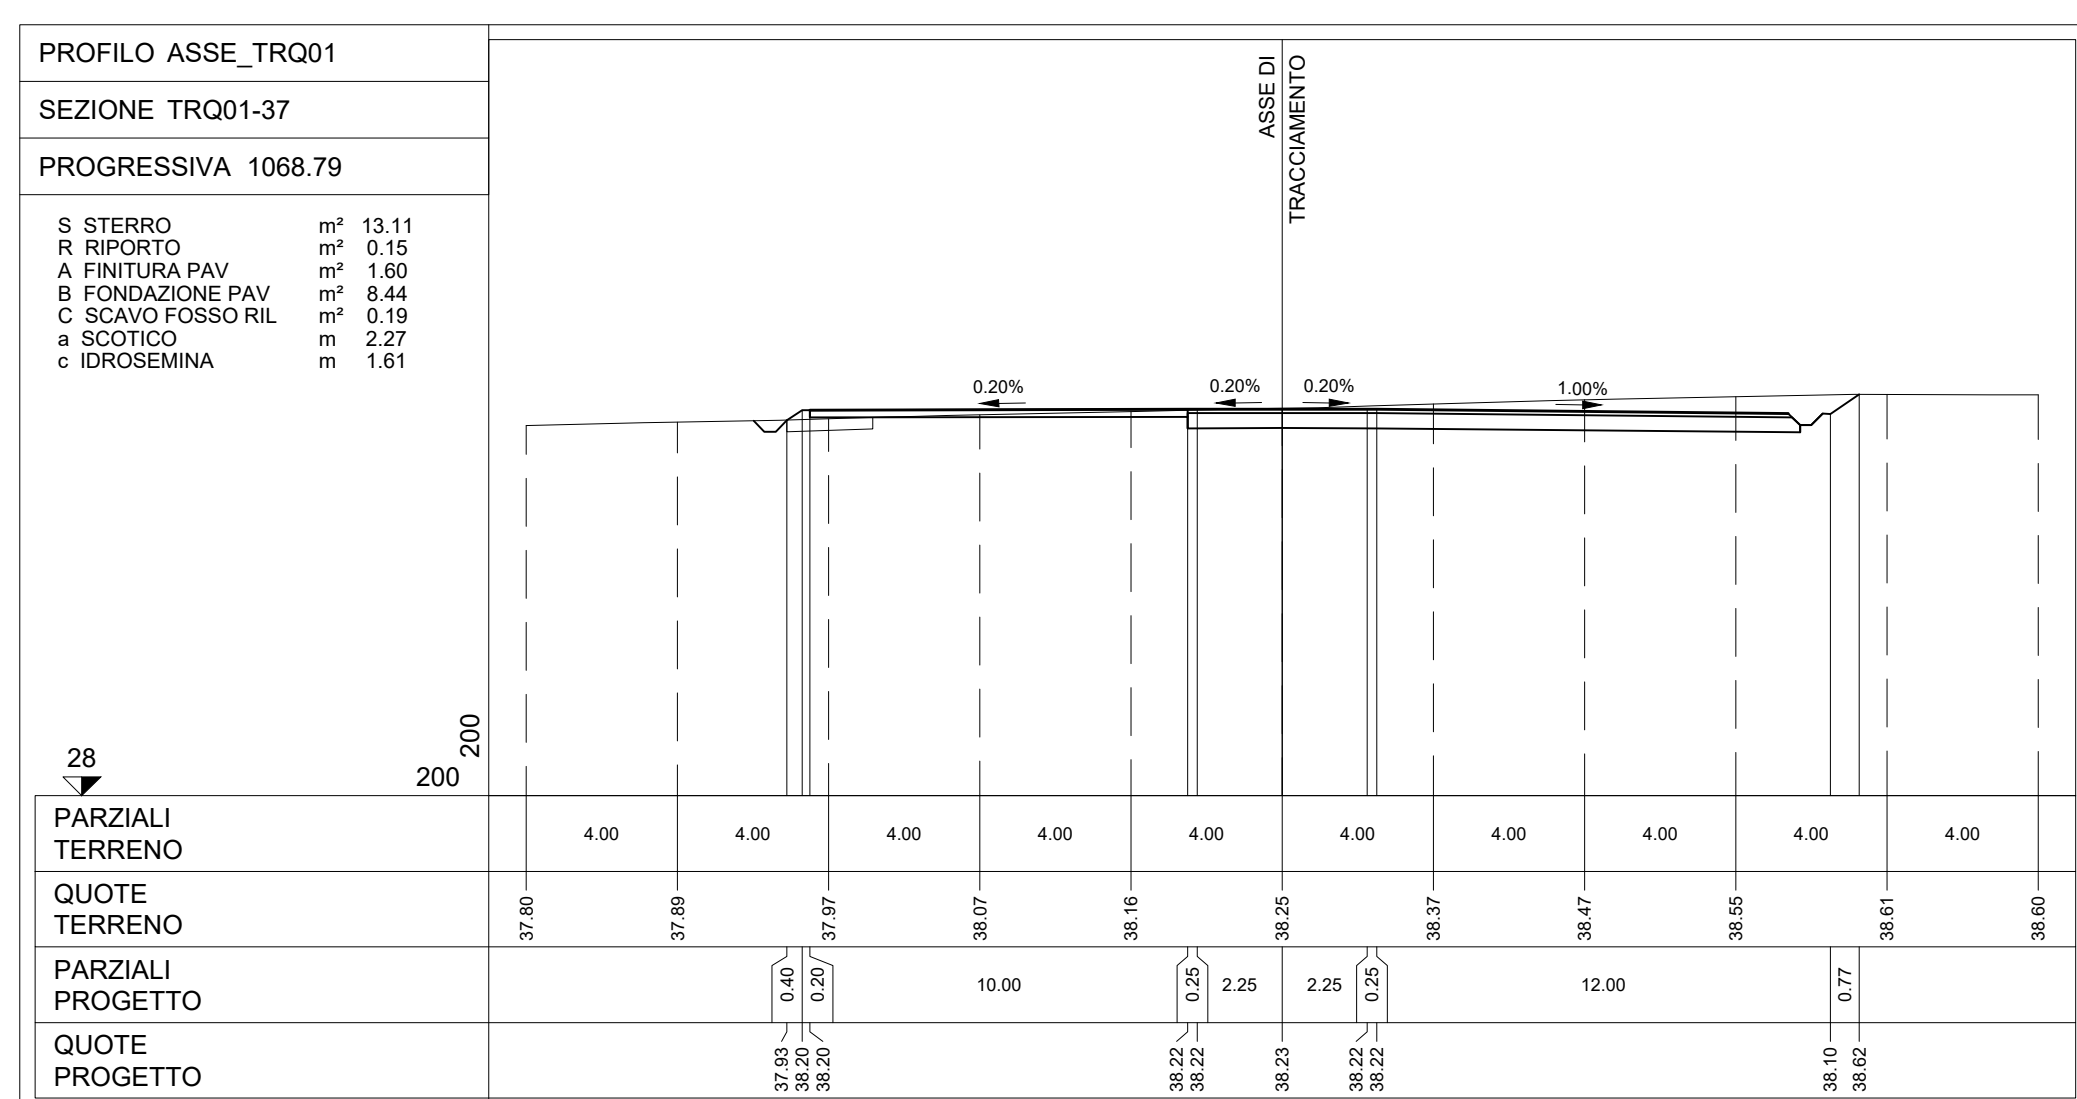 PROFILO ASSE_TRQ01
SEZIONE TRQ01-37
PROGRESSIVA 1068.79
S STERRO m² 13.11
R RIPORTO m² 0.15
A FINITURA PAV m² 1.60
B FONDAZIONE PAV m² 8.44
C SCAVO FOSSO RIL m² 0.19
a SCOTICO m 2.27
c IDROSEMINA m 1.61
ASSE DI
TRACCIAMENTO
0.20% 0.20% 0.20% 1.00%
28
200
200
PARZIALI
TERRENO
4.00 4.00 4.00 4.00 4.00 4.00 4.00 4.00 4.00 4.00
QUOTE
TERRENO
37.80 37.89 37.97 38.07 38.16 38.25 38.37 38.47 38.55 38.61 38.60
PARZIALI
PROGETTO
0.40 0.20 10.00 0.25 2.25 2.25 0.25 12.00 0.77
QUOTE
PROGETTO
37.93 38.20 38.20 38.22 38.22 38.23 38.22 38.22 38.10 38.62